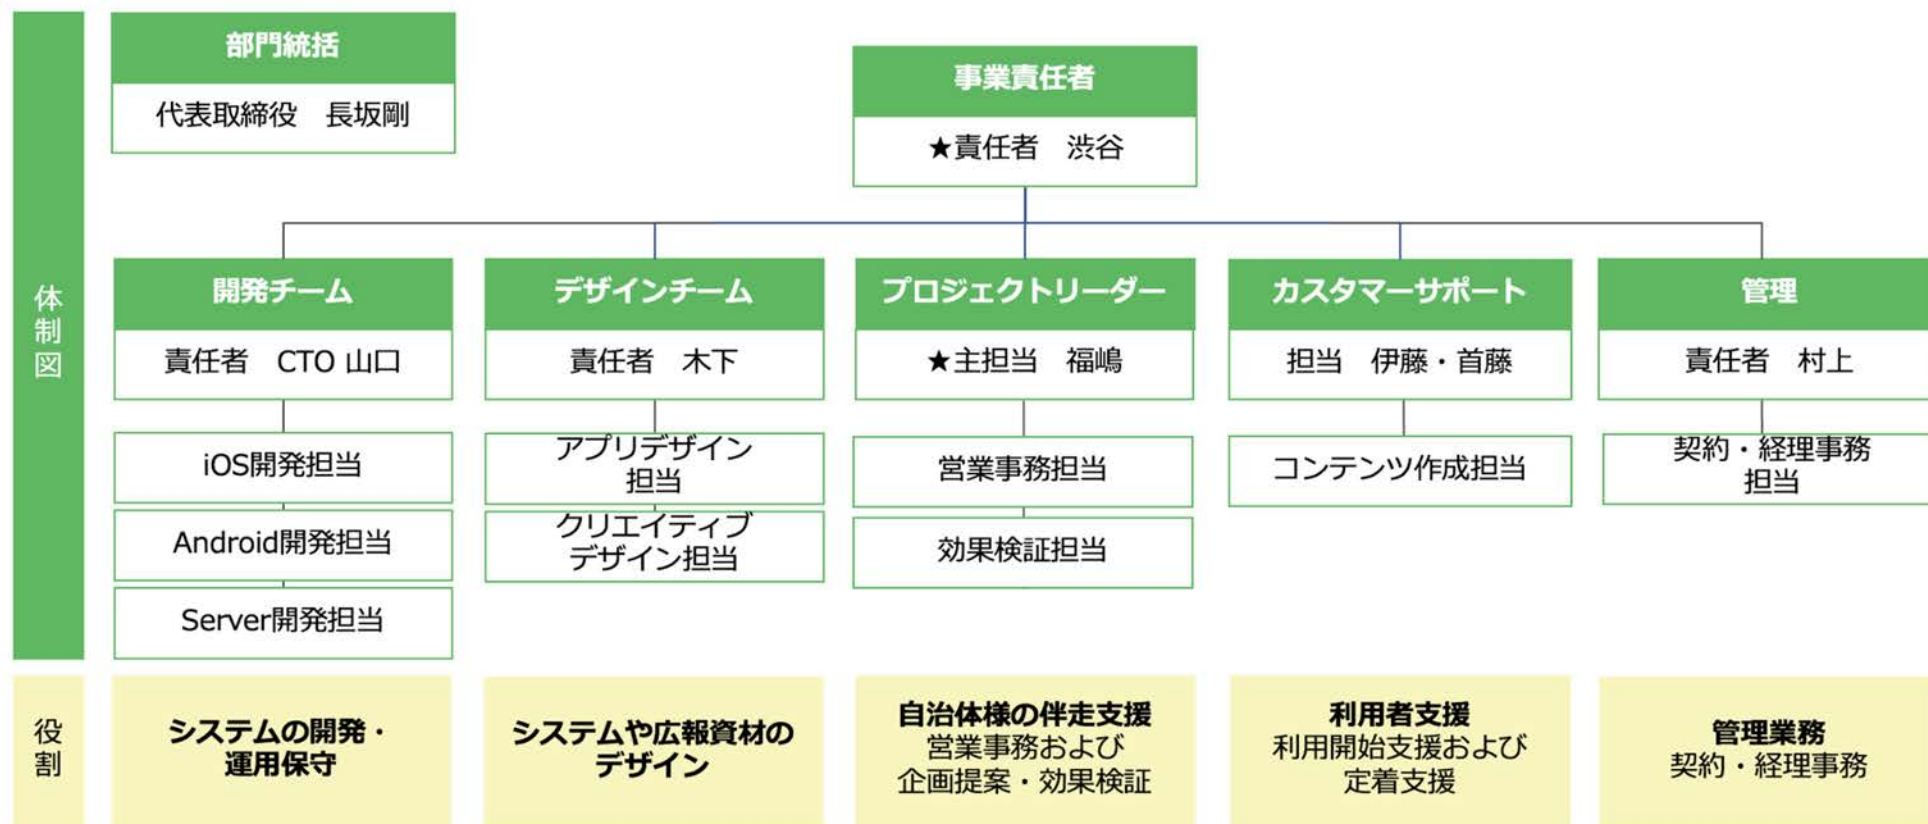 体制図
部門統括
代表取締役　長坂剛
事業責任者
★責任者　渋谷
開発チーム
責任者　CTO 山口
iOS開発担当
Android開発担当
Server開発担当
デザインチーム
責任者　木下
アプリデザイン
担当
クリエイティブ
デザイン担当
プロジェクトリーダー
★主担当　福嶋
営業事務担当
効果検証担当
カスタマーサポート
担当　伊藤・首藤
コンテンツ作成担当
管理
責任者　村上
契約・経理事務
担当
役割
システムの開発・
運用保守
システムや広報資材の
デザイン
自治体様の伴走支援
営業事務および
企画提案・効果検証
利用者支援
利用開始支援および
定着支援
管理業務
契約・経理事務